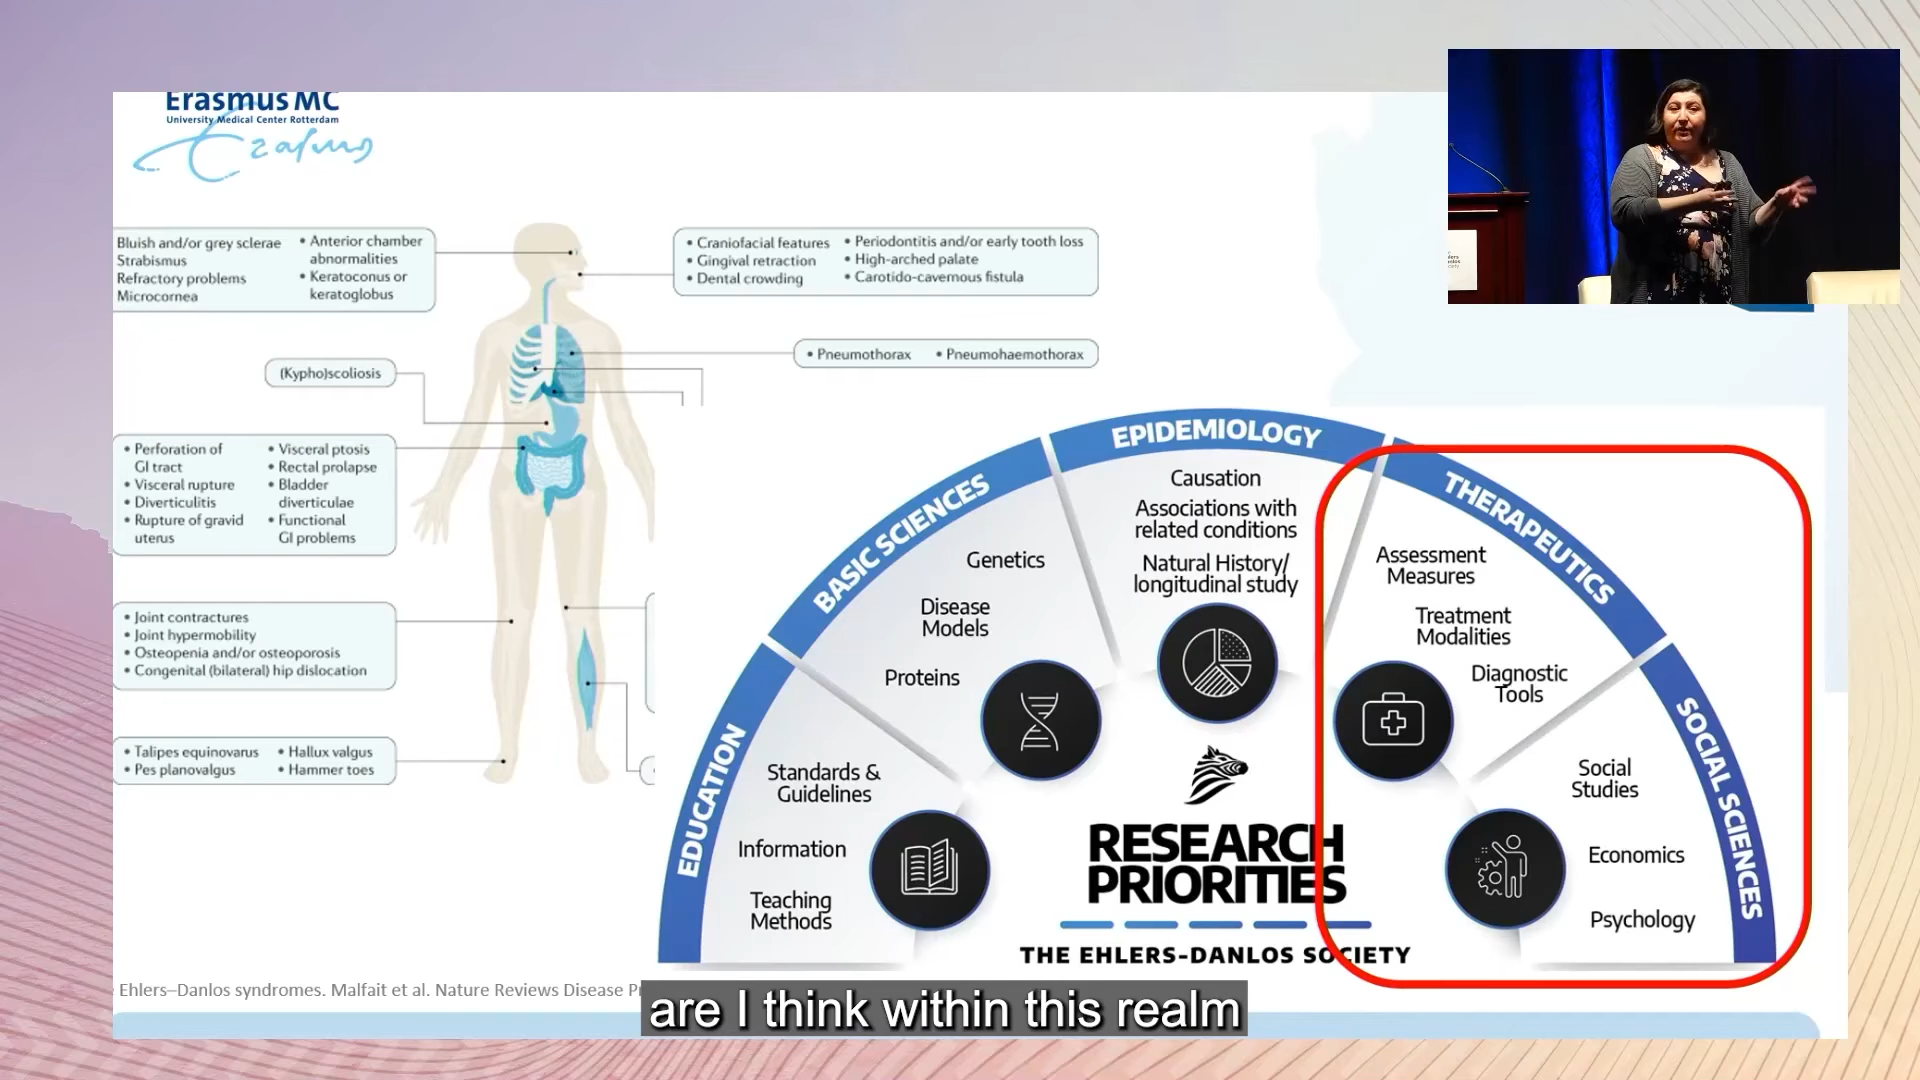 Erasmus MC
University Medical Center Rotterdam
Erasmus
Bluish and/or grey sclerae
Strabismus
Refractory problems
Microcornea
• Anterior chamber
abnormalities
• Keratoconus or
keratoglobus
• Craniofacial features
• Gingival retraction
• Dental crowding
• Periodontitis and/or early tooth loss
• High-arched palate
• Carotido-cavernous fistula
• Pneumothorax • Pneumohaemothorax
(Kypho)scoliosis
• Perforation of
GI tract
• Visceral rupture
• Diverticulitis
• Rupture of gravid
uterus
• Visceral ptosis
• Rectal prolapse
• Bladder
diverticulae
• Functional
GI problems
• Joint contractures
• Joint hypermobility
• Osteopenia and/or osteoporosis
• Congenital (bilateral) hip dislocation
• Talipes equinovarus
• Pes planovalgus
• Hallux valgus
• Hammer toes
EDUCATION
Standards &
Guidelines
Information
Teaching
Methods
BASIC SCIENCES
Genetics
Disease
Models
Proteins
EPIDEMIOLOGY
Causation
Associations with
related conditions
Natural History/
longitudinal study
THERAPEUTICS
Assessment
Measures
Treatment
Modalities
Diagnostic
Tools
SOCIAL SCIENCES
Social
Studies
Economics
Psychology
RESEARCH
PRIORITIES
THE EHLERS-DANLOS SOCIETY
Ehlers–Danlos syndromes. Malfait et al. Nature Reviews Disease
are I think within this realm